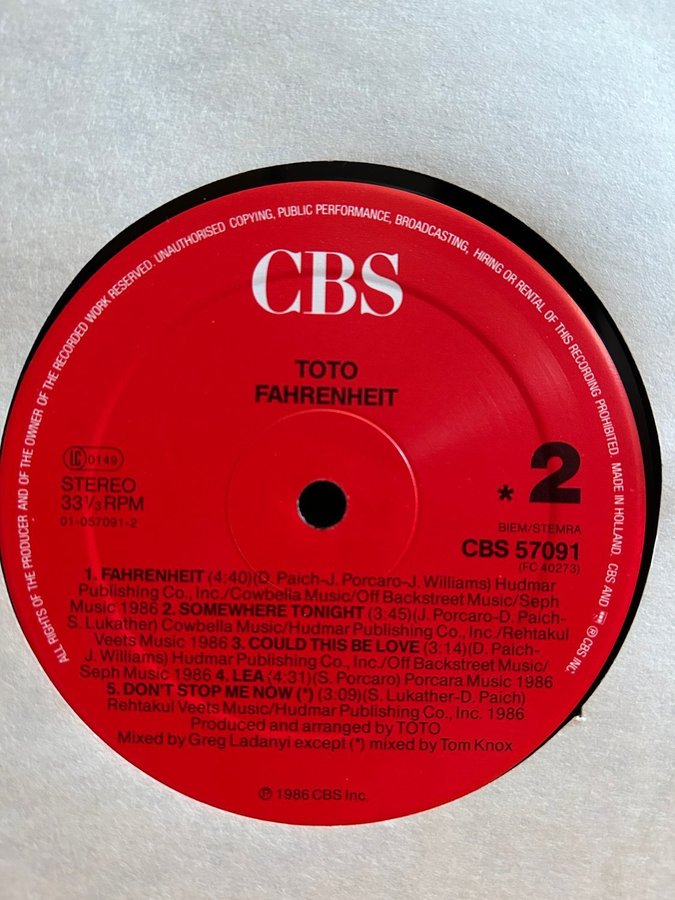 ALL RIGHTS OF THE PRODUCER AND OF THE OWNER OF THE RECORDED WORK RESERVED. UNAUTHORISED COPYING, PUBLIC PERFORMANCE, BROADCASTING, HIRING OR RENTAL OF THIS RECORDING PROHIBITED. MADE IN HOLLAND. CBS AND ℗ CBS INC.
CBS
TOTO
FAHRENHEIT
LC 0149
STEREO
33⅓ RPM
01-057091-2
* 2
BIEM/STEMRA
CBS 57091
(FC 40273)
1. FAHRENHEIT (4:40)(D. Paich-J. Porcaro-J. Williams) Hudmar
Publishing Co., Inc./Cowbella Music/Off Backstreet Music/Seph
Music 1986 2. SOMEWHERE TONIGHT (3:45)(J. Porcaro-D. Paich-
S. Lukather) Cowbella Music/Hudmar Publishing Co., Inc./Rehtakul
Veets Music 1986 3. COULD THIS BE LOVE (3:14)(D. Paich-
J. Williams) Hudmar Publishing Co., Inc./Off Backstreet Music/
Seph Music 1986 4. LEA (4:31)(S. Porcaro) Porcara Music 1986
5. DON'T STOP ME NOW (*) (3:09)(S. Lukather-D. Paich)
Rehtakul Veets Music/Hudmar Publishing Co., Inc. 1986
Produced and arranged by TOTO
Mixed by Greg Ladanyi except (*) mixed by Tom Knox
℗ 1986 CBS Inc.